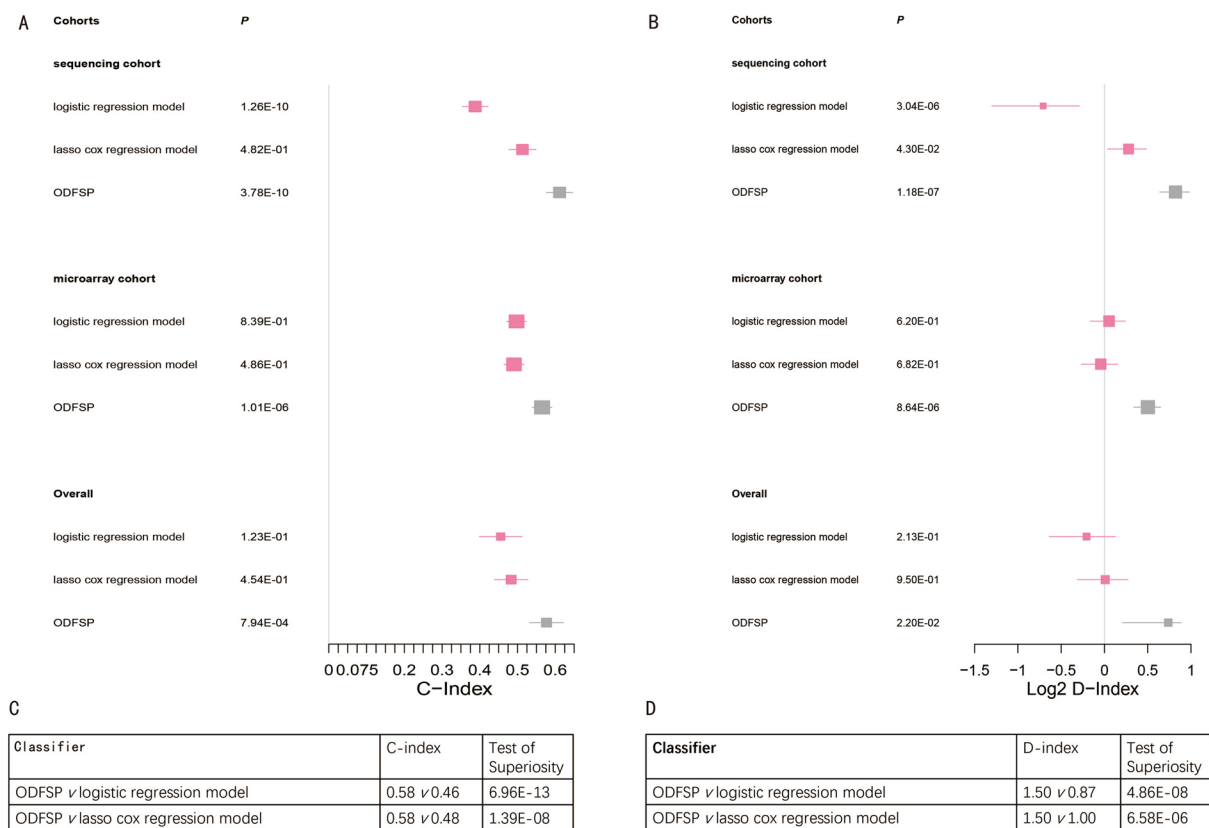 A
Cohorts P
sequencing cohort
logistic regression model 1.26E-10
lasso cox regression model 4.82E-01
ODFSP 3.78E-10
microarray cohort
logistic regression model 8.39E-01
lasso cox regression model 4.86E-01
ODFSP 1.01E-06
Overall
logistic regression model 1.23E-01
lasso cox regression model 4.54E-01
ODFSP 7.94E-04
0 0.075 0.2 0.3 0.4 0.5 0.6
C-Index
B
Cohorts P
sequencing cohort
logistic regression model 3.04E-06
lasso cox regression model 4.30E-02
ODFSP 1.18E-07
microarray cohort
logistic regression model 6.20E-01
lasso cox regression model 6.82E-01
ODFSP 8.64E-06
Overall
logistic regression model 2.13E-01
lasso cox regression model 9.50E-01
ODFSP 2.20E-02
−1.5 −1 −0.5 0 0.5 1
Log2 D-Index
C
Classifier C-index Test of
Superiosity
ODFSP v logistic regression model 0.58 v 0.46 6.96E-13
ODFSP v lasso cox regression model 0.58 v 0.48 1.39E-08
D
Classifier D-index Test of
Superiosity
ODFSP v logistic regression model 1.50 v 0.87 4.86E-08
ODFSP v lasso cox regression model 1.50 v 1.00 6.58E-06